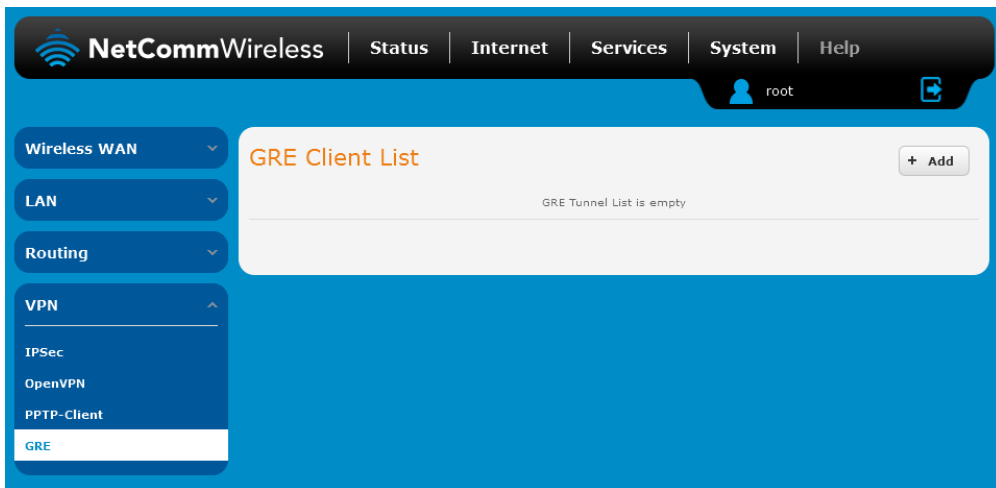 NetCommWireless Status Internet Services System Help
root
Wireless WAN
LAN
Routing
VPN
IPSec
OpenVPN
PPTP-Client
GRE
GRE Client List
+ Add
GRE Tunnel List is empty